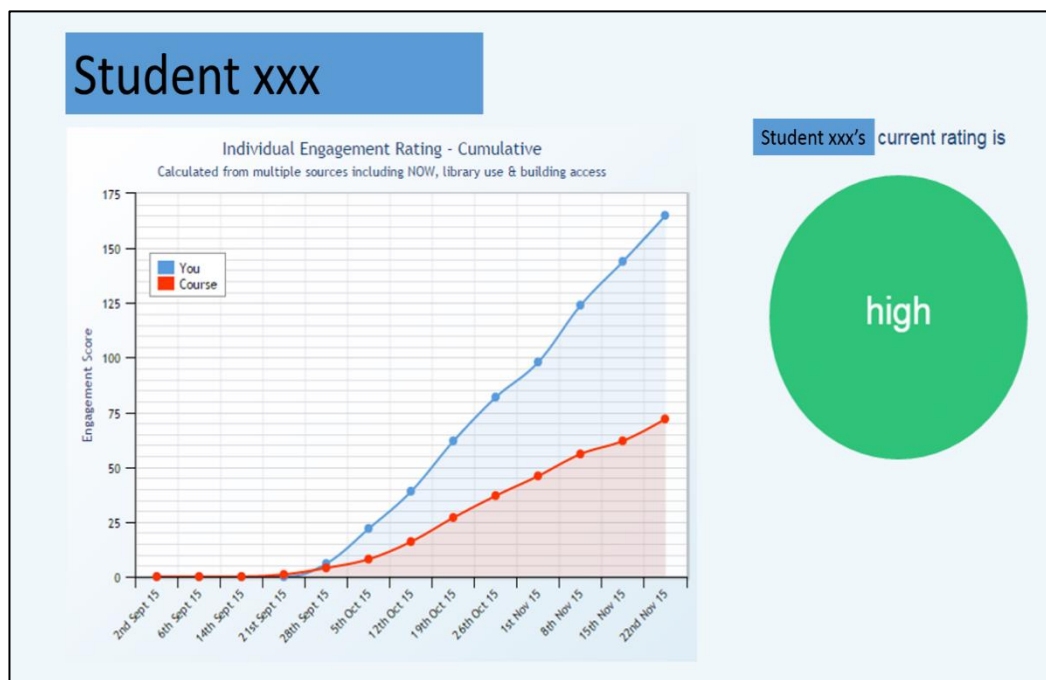 Student xxx
Individual Engagement Rating - Cumulative
Calculated from multiple sources including NOW, library use & building access
Student xxx's current rating is
high
175
150
125
100
75
50
25
0
Engagement Score
You
Course
2nd Sept 15
6th Sept 15
14th Sept 15
21st Sept 15
28th Sept 15
5th Oct 15
12th Oct 15
19th Oct 15
26th Oct 15
1st Nov 15
8th Nov 15
15th Nov 15
22nd Nov 15